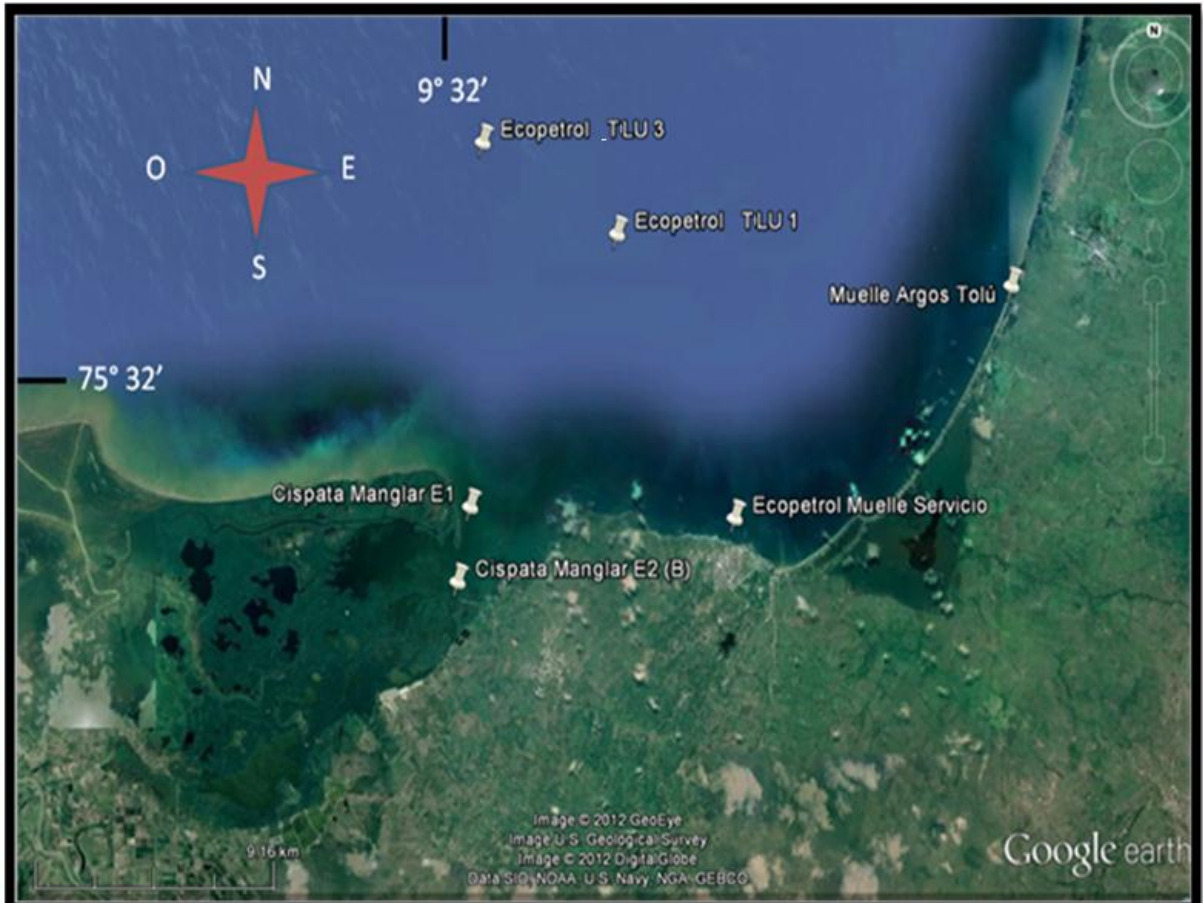 N
9° 32'
N
Ecopetrol TLU 3
O
E
Ecopetrol TLU 1
S
Muelle Argos Tolú
75° 32'
Cispata Manglar E1
Ecopetrol Muelle Servicio
Cispata Manglar E2 (B)
Image © 2012 GeoEye
Image U.S. Geological Survey
9.16 km
Image © 2012 DigitalGlobe
Google earth
Data SIO, NOAA, U.S. Navy, NGA, GEBCO